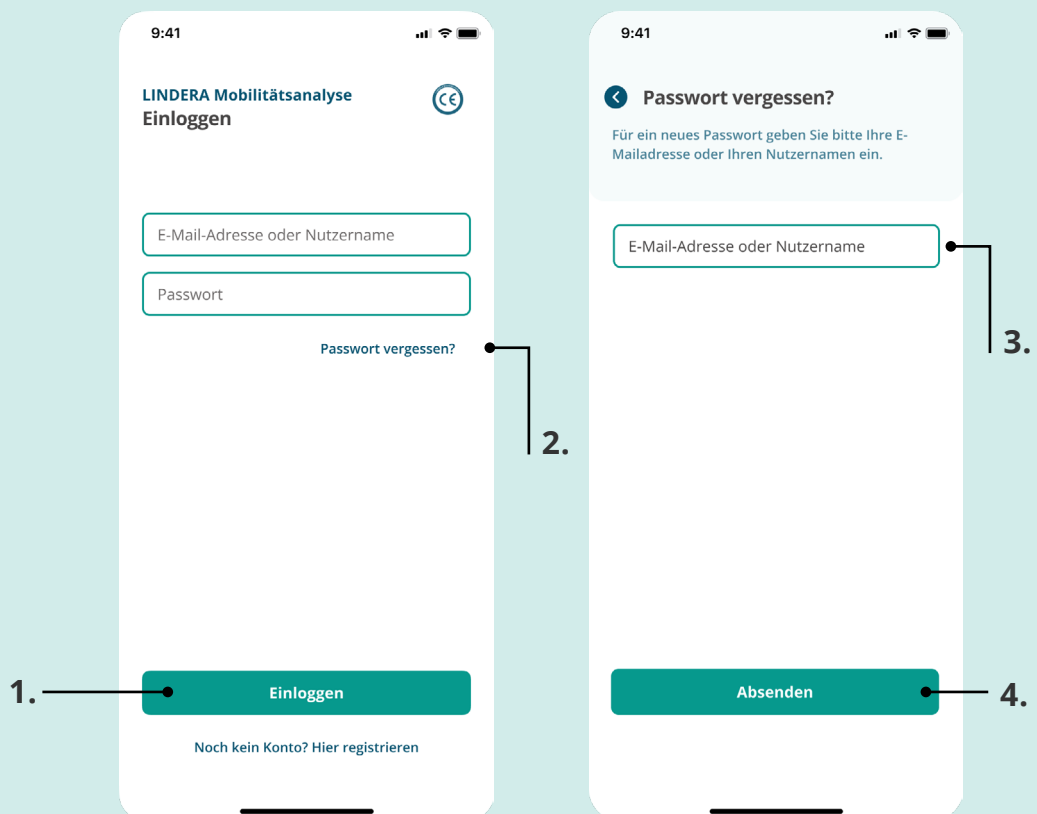 9:41
LINDERA Mobilitätsanalyse
CE
Einloggen
E-Mail-Adresse oder Nutzername
Passwort
Passwort vergessen?
2.
1.
Einloggen
Noch kein Konto? Hier registrieren
9:41
Passwort vergessen?
Für ein neues Passwort geben Sie bitte Ihre E-
Mailadresse oder Ihren Nutzernamen ein.
E-Mail-Adresse oder Nutzername
3.
Absenden
4.